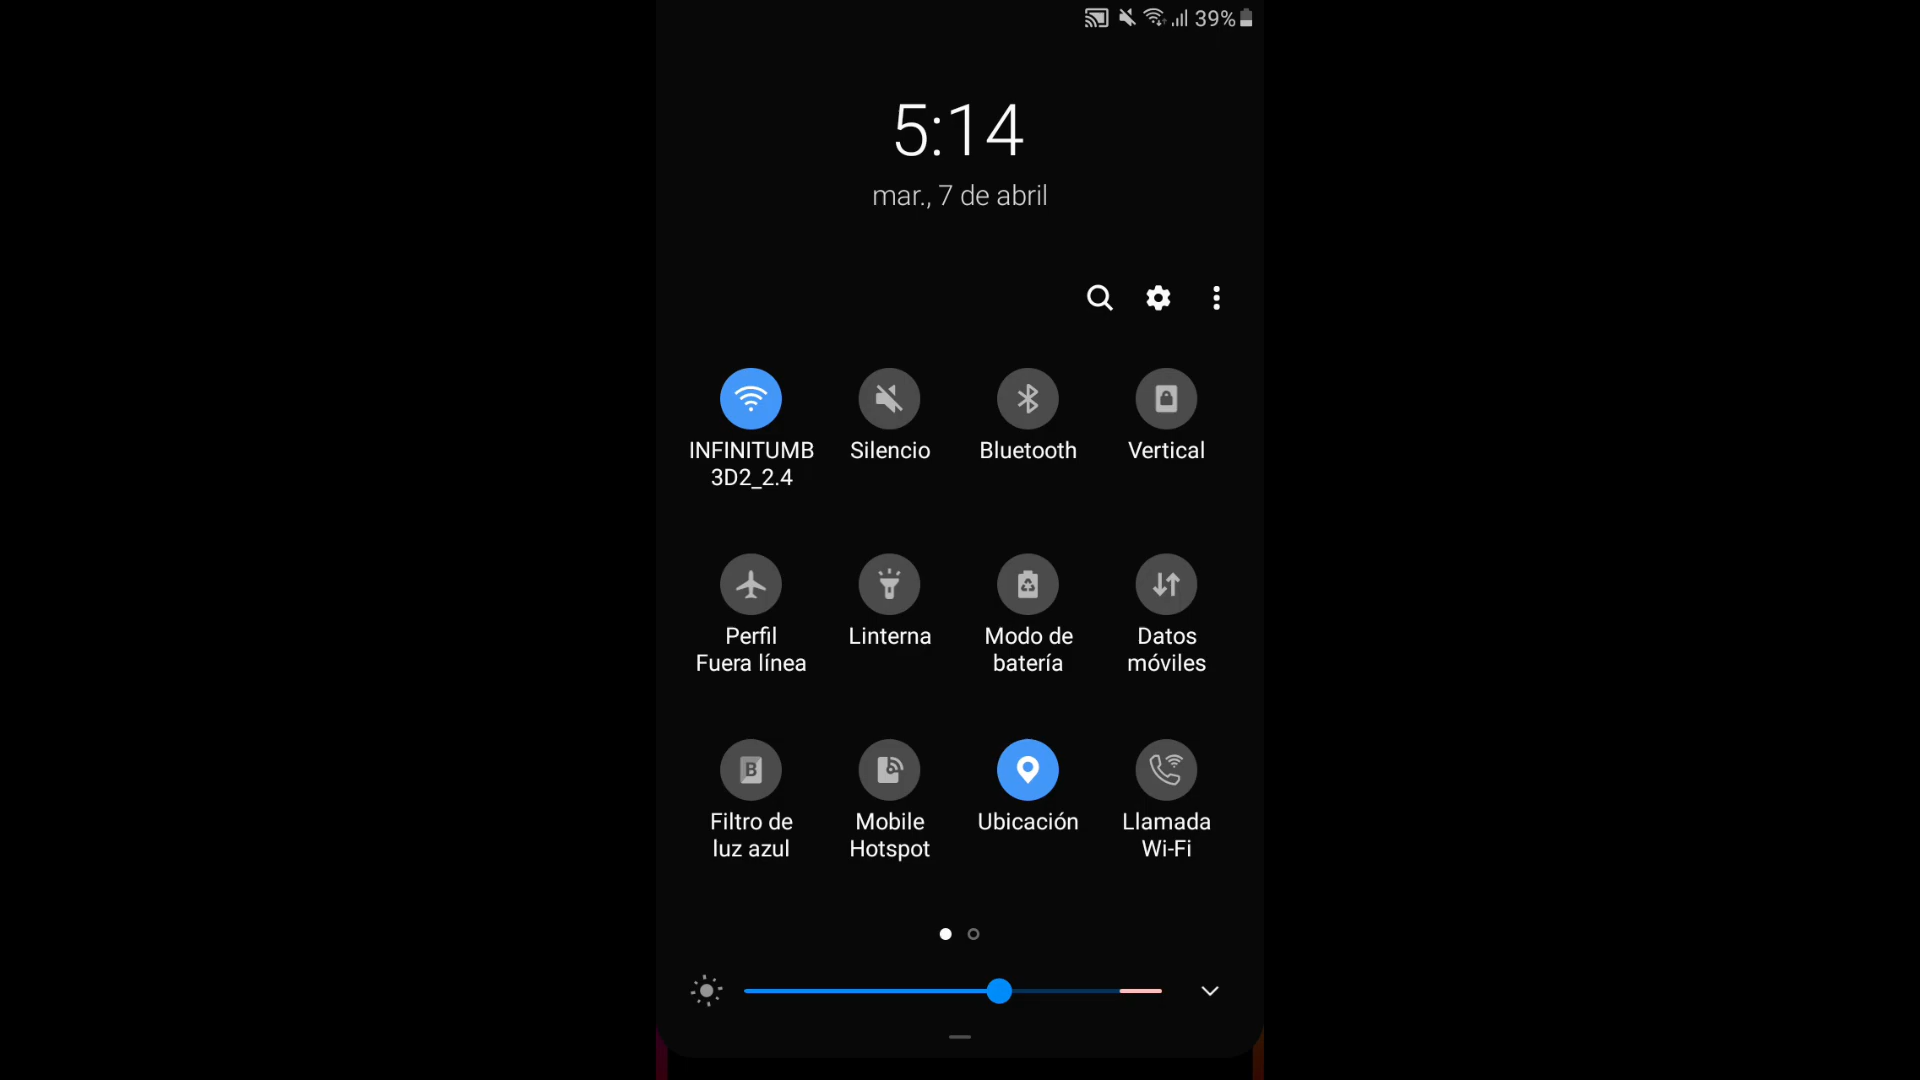 39%
5:14
mar., 7 de abril
INFINITUMB
3D2_2.4
Silencio
Bluetooth
Vertical
Perfil
Fuera línea
Linterna
Modo de
batería
Datos
móviles
B
Filtro de
luz azul
Mobile
Hotspot
Ubicación
Llamada
Wi-Fi